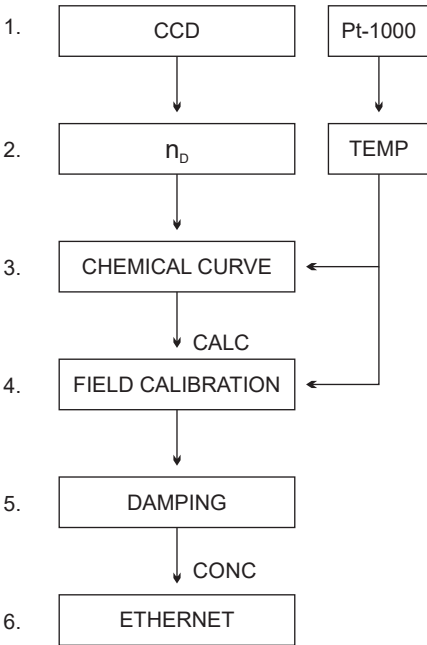 1. CCD Pt-1000
2. n_D TEMP
3. CHEMICAL CURVE
CALC
4. FIELD CALIBRATION
5. DAMPING
CONC
6. ETHERNET